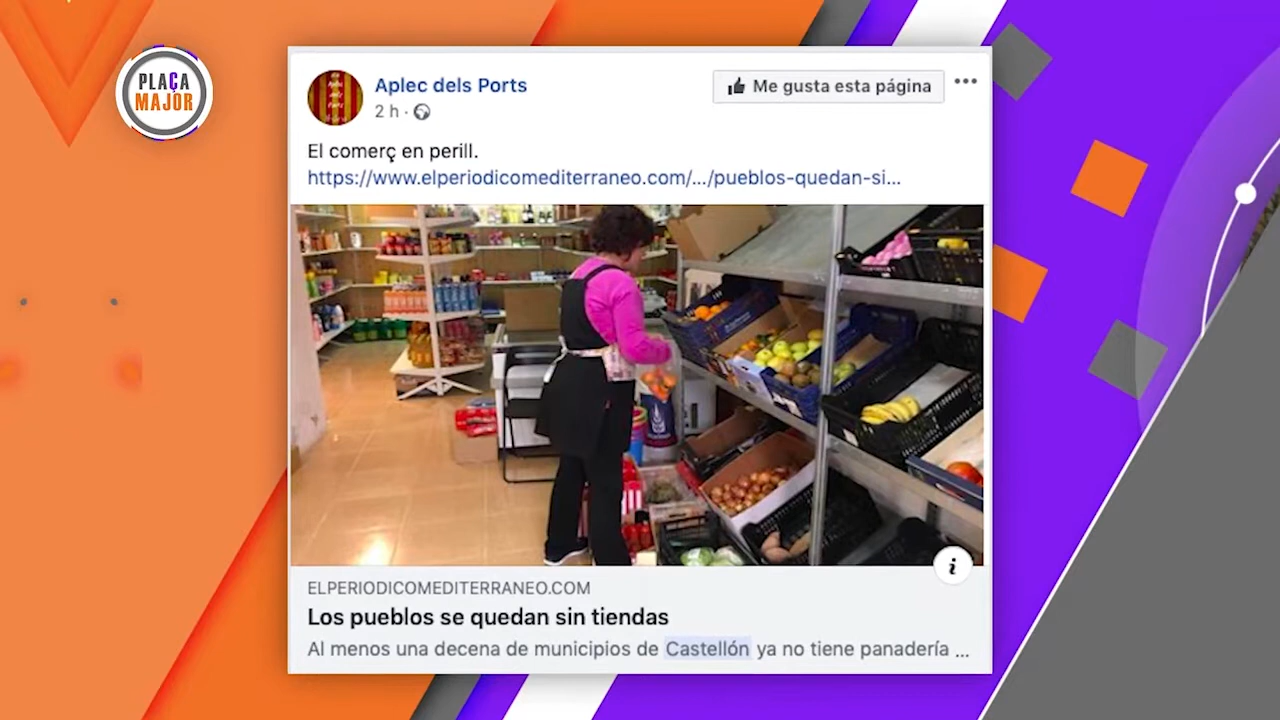 PLAÇA
MAJOR
Aplec dels Ports
2 h ·
Me gusta esta página
El comerç en perill.
https://www.elperiodicomediterraneo.com/.../pueblos-quedan-si...
ELPERIODICOMEDITERRANEO.COM
Los pueblos se quedan sin tiendas
Al menos una decena de municipios de Castellón ya no tiene panadería ...